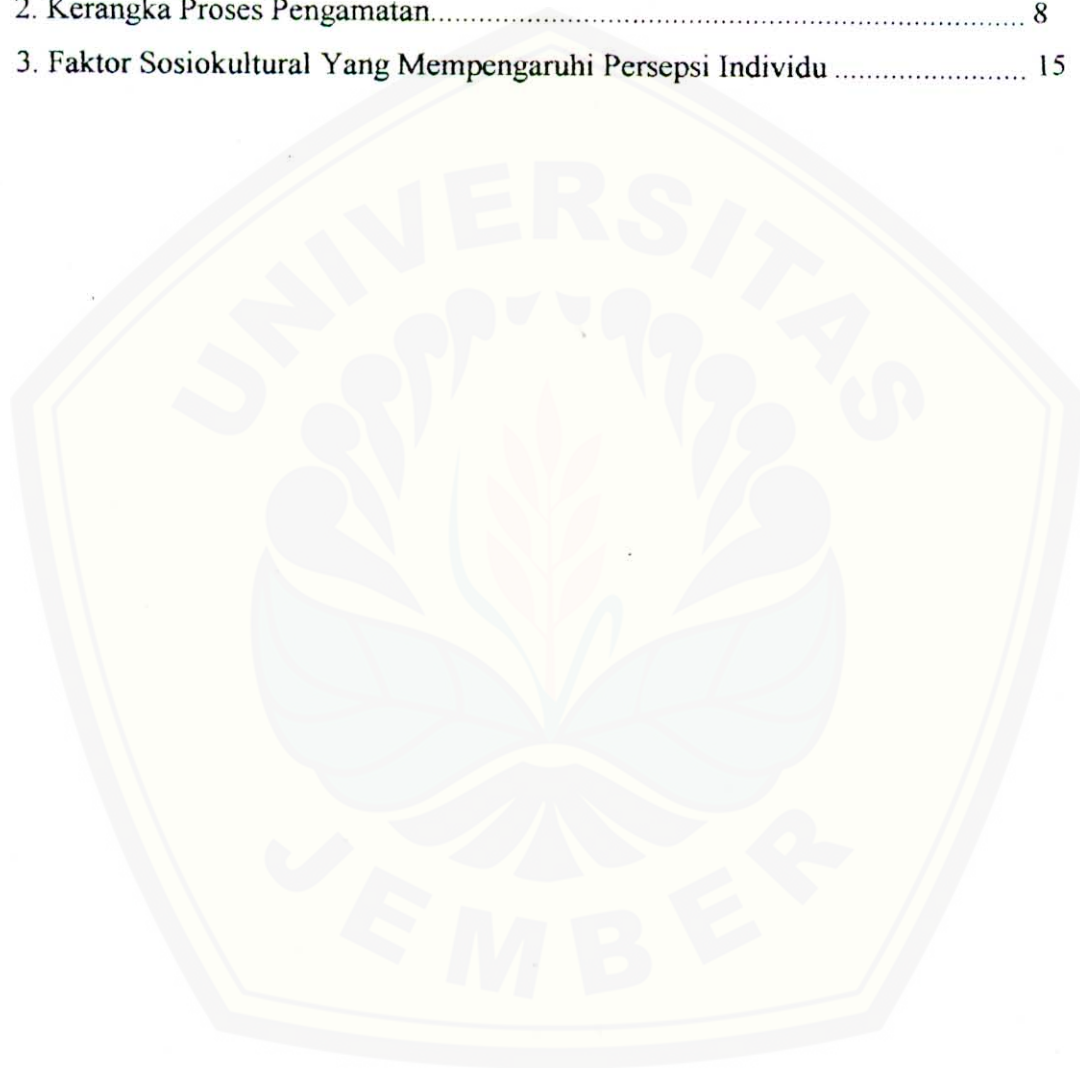 2. Kerangka Proses Pengamatan............................................................................ 8
3. Faktor Sosiokultural Yang Mempengaruhi Persepsi Individu ........................ 15
UNIVERSITAS
JEMBER